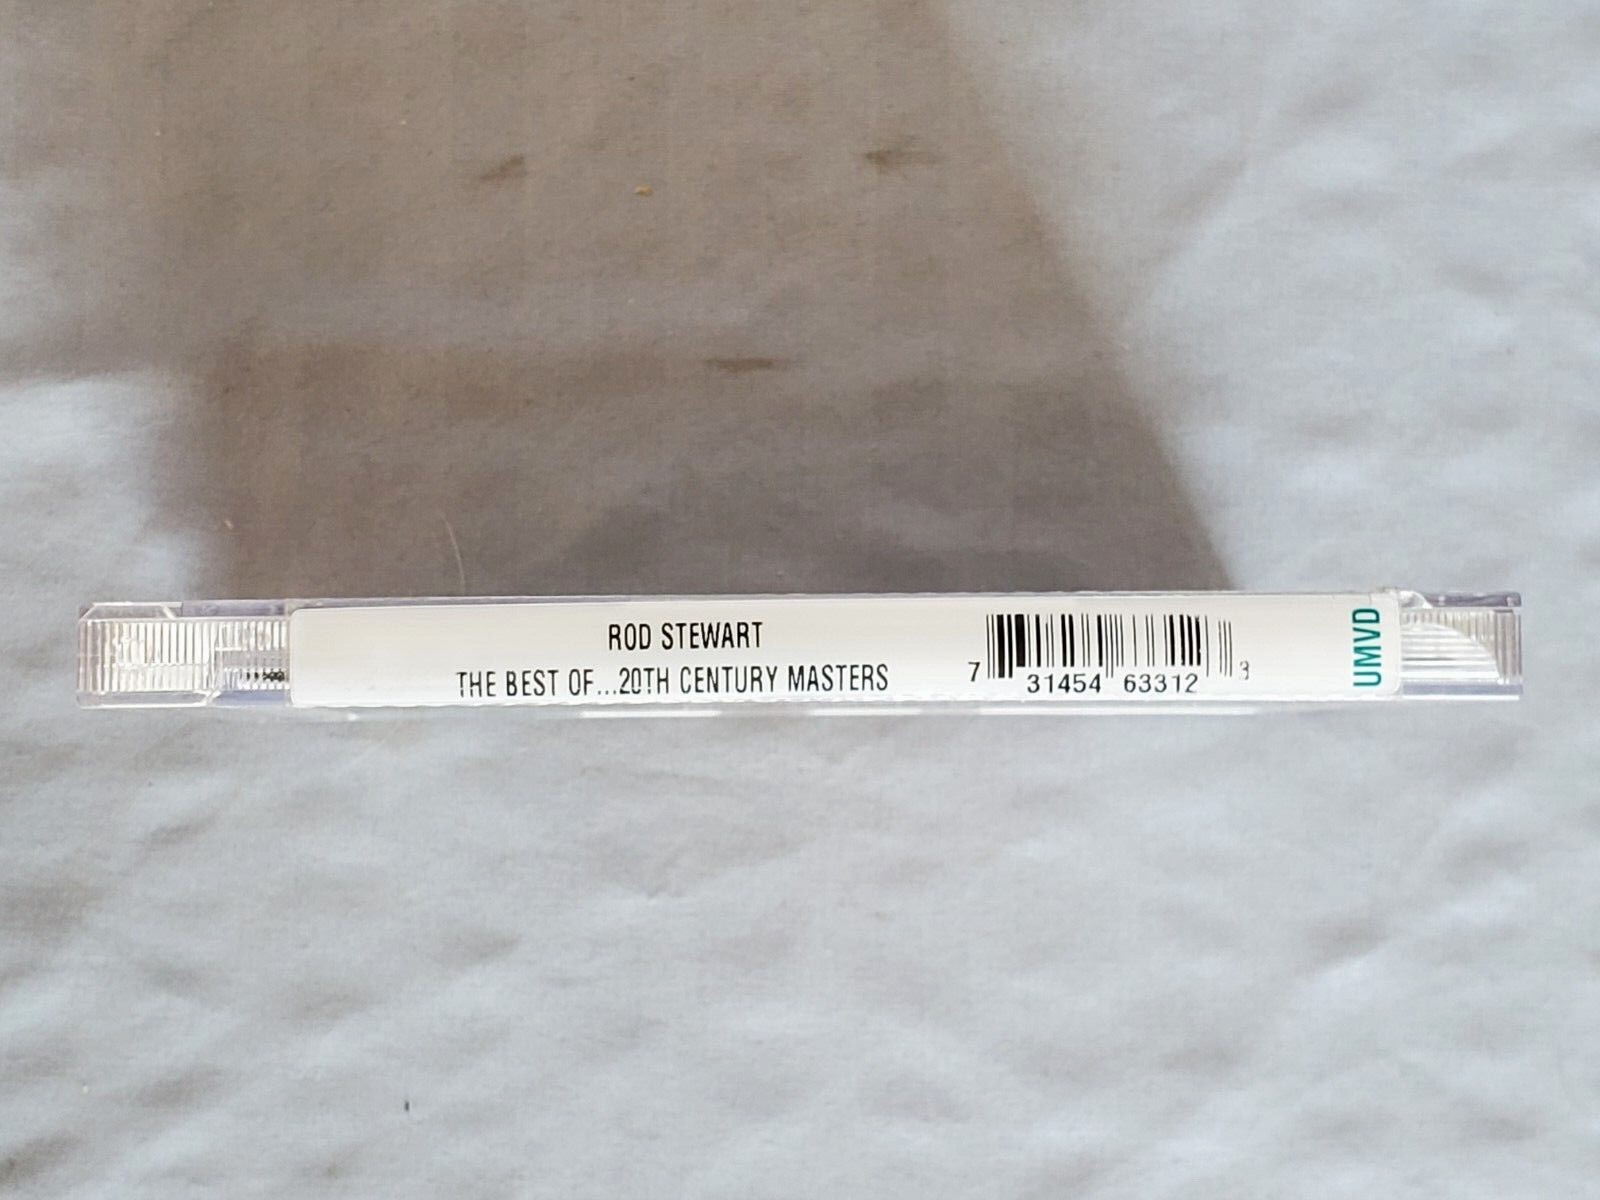 ROD STEWART
THE BEST OF...20TH CENTURY MASTERS
7 31454 63312 3
UMVD